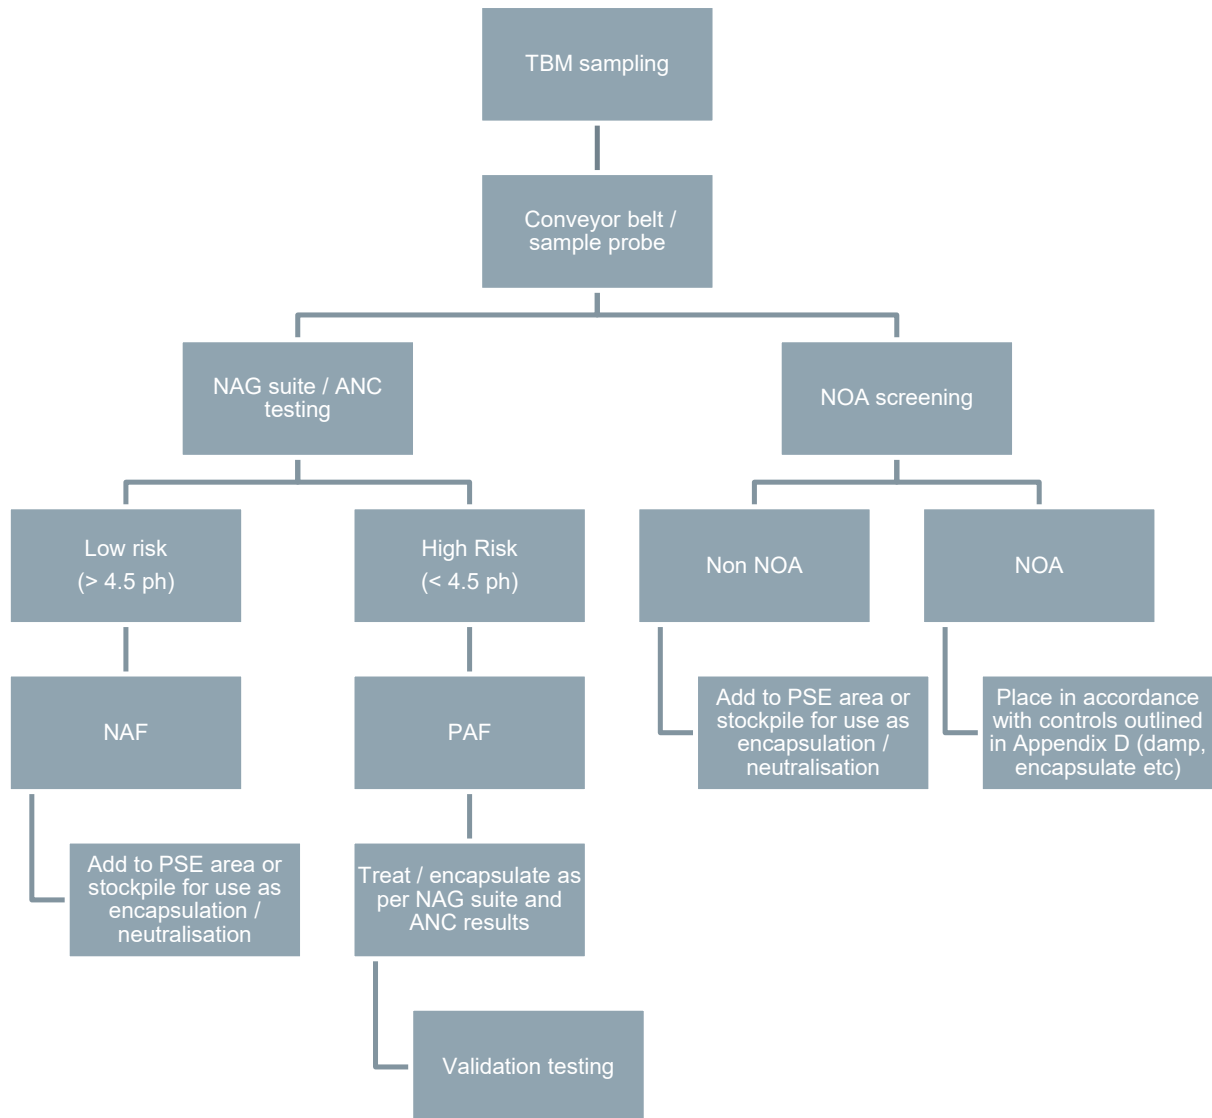 TBM sampling
Conveyor belt /
sample probe
NAG suite / ANC
testing
NOA screening
Low risk
(> 4.5 ph)
High Risk
(< 4.5 ph)
Non NOA
NOA
NAF
PAF
Add to PSE area or
stockpile for use as
encapsulation /
neutralisation
Place in accordance
with controls outlined
in Appendix D (damp,
encapsulate etc)
Add to PSE area or
stockpile for use as
encapsulation /
neutralisation
Treat / encapsulate as
per NAG suite and
ANC results
Validation testing